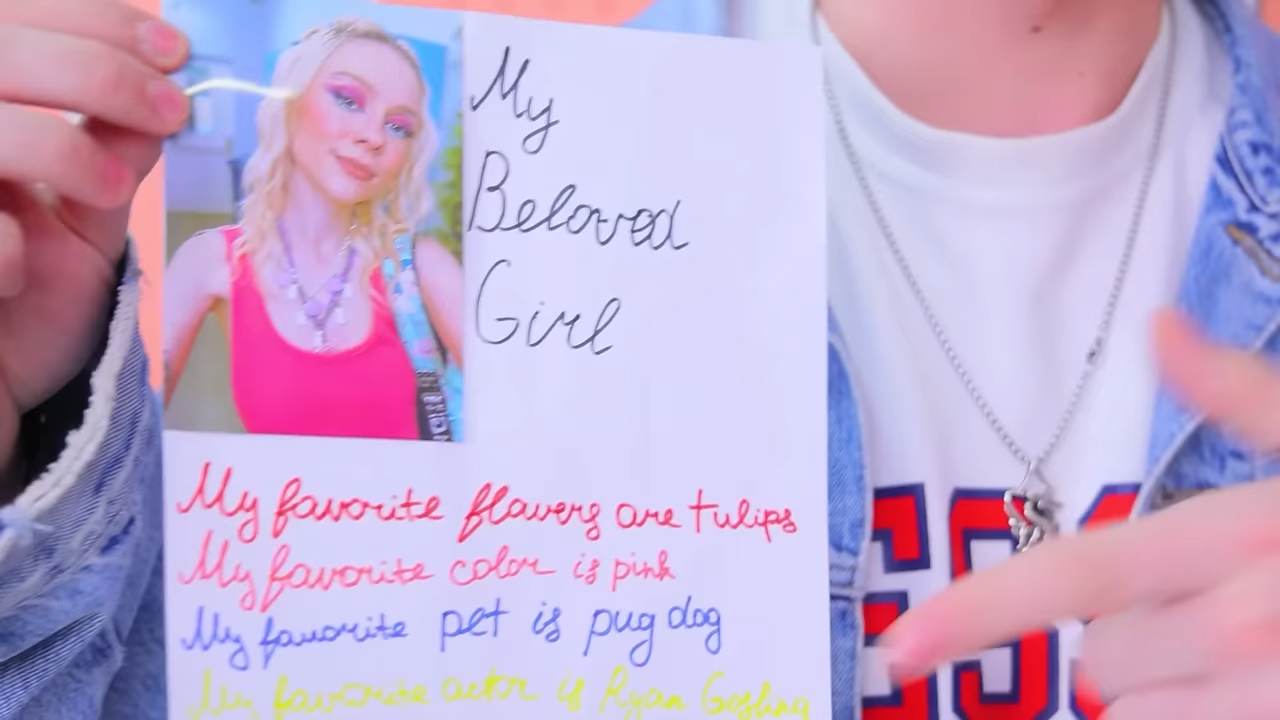 My
Beloved
Girl
My favorite flavers are tulips
My favorite color is pink
My favorite pet is pug dog
My favorite actor is Ryan Gosling